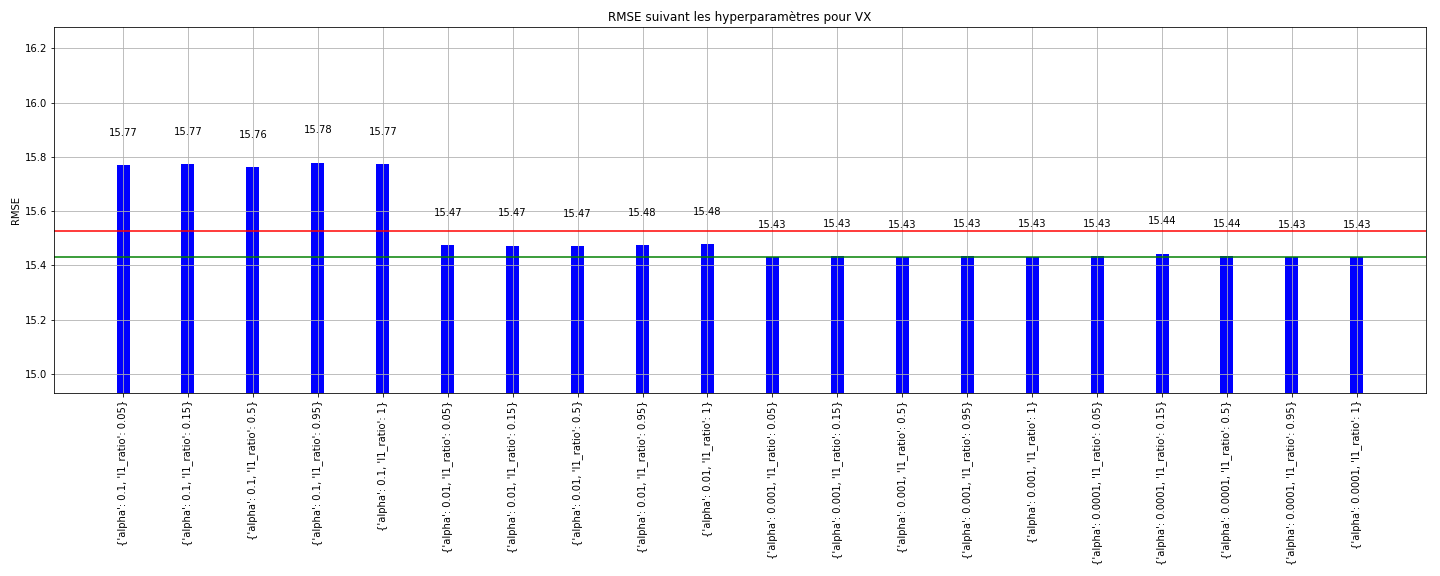 RMSE suivant les hyperparamètres pour VX
16.2
16.0
15.8
15.6
15.4
15.2
15.0
RMSE
15.77
15.77
15.76
15.78
15.77
15.47
15.47
15.47
15.48
15.48
15.43
15.43
15.43
15.43
15.43
15.43
15.44
15.44
15.43
15.43
{'alpha': 0.1, 'l1_ratio': 0.05}
{'alpha': 0.1, 'l1_ratio': 0.15}
{'alpha': 0.1, 'l1_ratio': 0.5}
{'alpha': 0.1, 'l1_ratio': 0.95}
{'alpha': 0.1, 'l1_ratio': 1}
{'alpha': 0.01, 'l1_ratio': 0.05}
{'alpha': 0.01, 'l1_ratio': 0.15}
{'alpha': 0.01, 'l1_ratio': 0.5}
{'alpha': 0.01, 'l1_ratio': 0.95}
{'alpha': 0.01, 'l1_ratio': 1}
{'alpha': 0.001, 'l1_ratio': 0.05}
{'alpha': 0.001, 'l1_ratio': 0.15}
{'alpha': 0.001, 'l1_ratio': 0.5}
{'alpha': 0.001, 'l1_ratio': 0.95}
{'alpha': 0.001, 'l1_ratio': 1}
{'alpha': 0.0001, 'l1_ratio': 0.05}
{'alpha': 0.0001, 'l1_ratio': 0.15}
{'alpha': 0.0001, 'l1_ratio': 0.5}
{'alpha': 0.0001, 'l1_ratio': 0.95}
{'alpha': 0.0001, 'l1_ratio': 1}